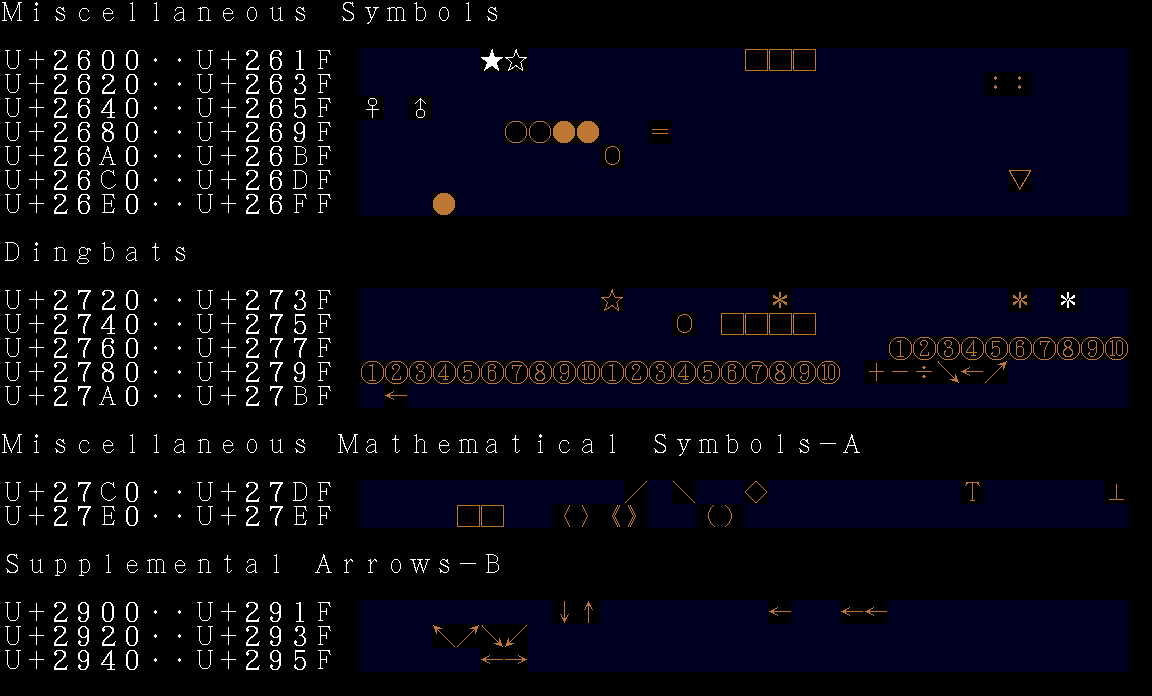 Miscellaneous Symbols
U+2600··U+261F ★☆ □□□
U+2620··U+263F : :
U+2640··U+265F ♀ ♂
U+2680··U+269F ○○●● =
U+26A0··U+26BF O
U+26C0··U+26DF ▽
U+26E0··U+26FF ●
Dingbats
U+2720··U+273F ☆ * * *
U+2740··U+275F O □□□□
U+2760··U+277F ①②③④⑤⑥⑦⑧⑨⑩
U+2780··U+279F ①②③④⑤⑥⑦⑧⑨⑩①②③④⑤⑥⑦⑧⑨⑩ +−÷↘←↗
U+27A0··U+27BF ←
Miscellaneous Mathematical Symbols−A
U+27C0··U+27DF ／ ＼ ◇ T ⊥
U+27E0··U+27EF □□ 〈〉 《》 ()
Supplemental Arrows−B
U+2900··U+291F ↓↑ ← ←←
U+2920··U+293F ↖↗↘↙
U+2940··U+295F ←→